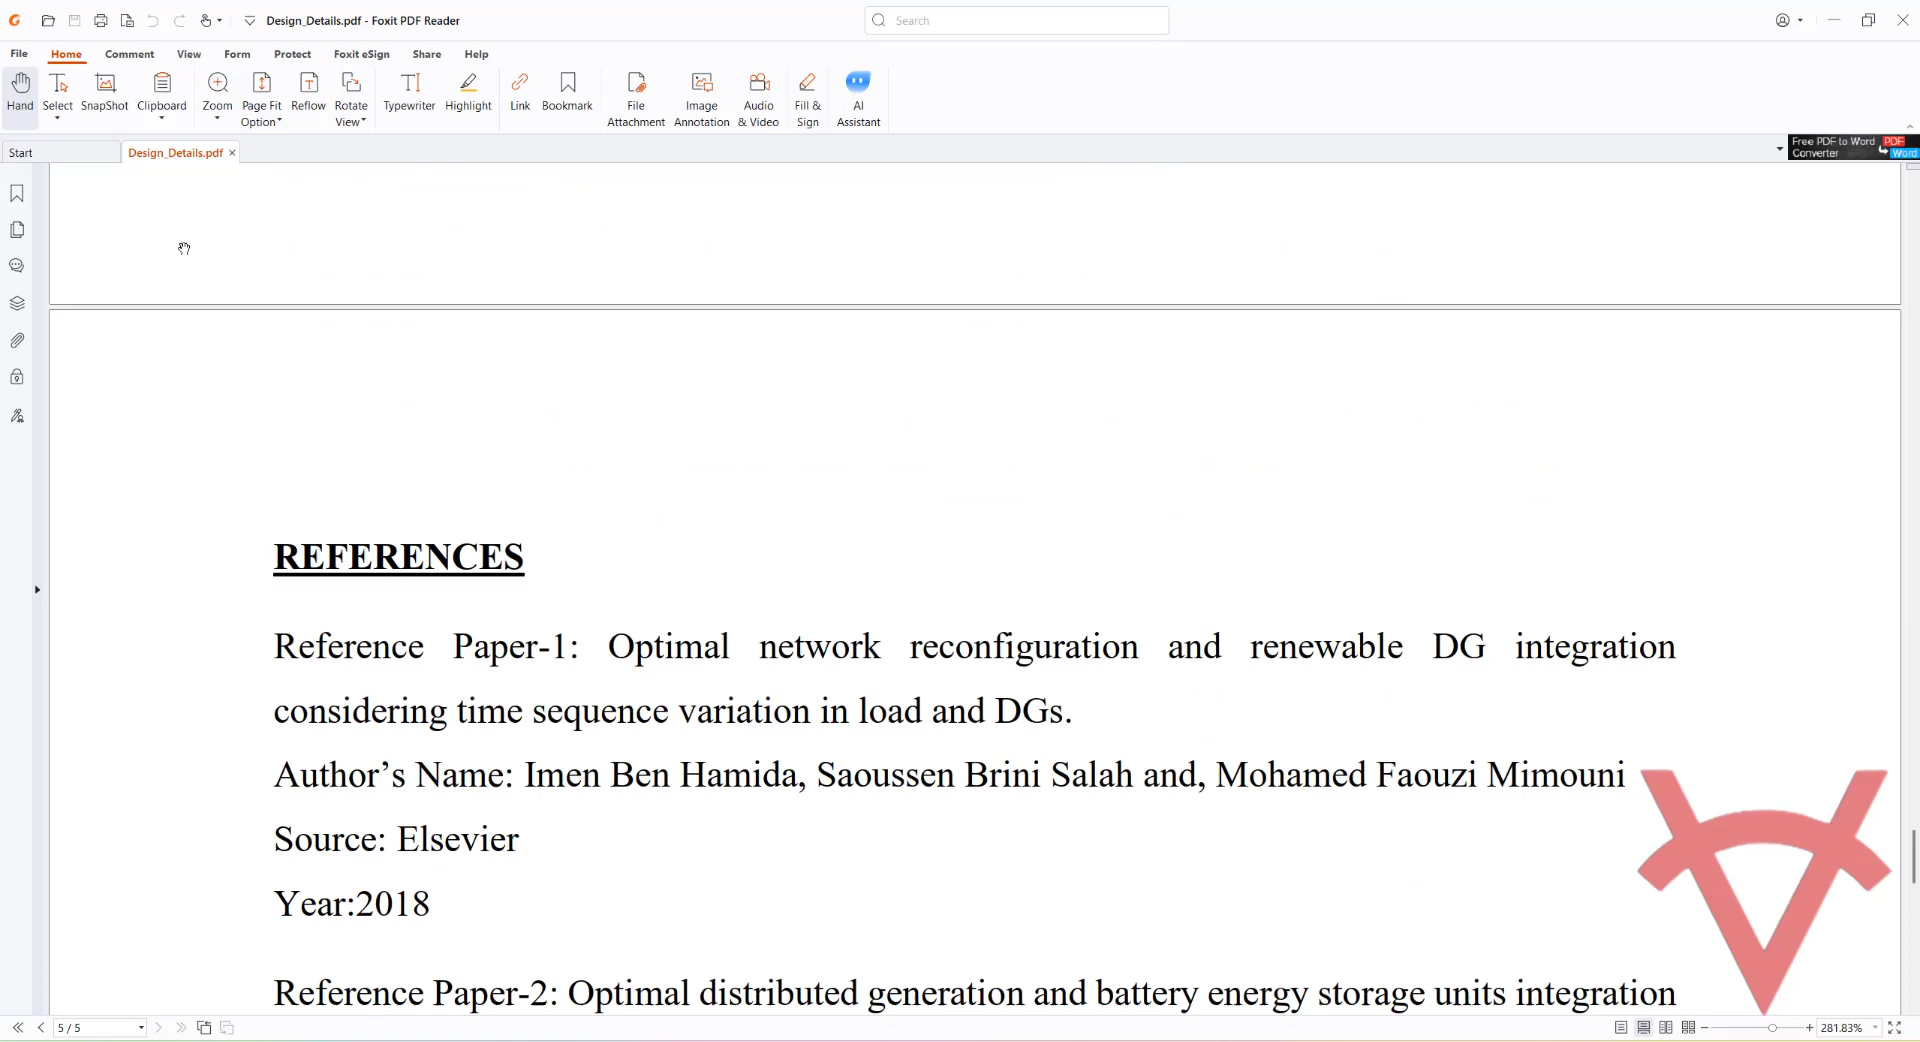 Design_Details.pdf - Foxit PDF Reader
Search
File Home Comment View Form Protect Foxit eSign Share Help
Hand Select SnapShot Clipboard Zoom Page Fit Option Reflow Rotate View Typewriter Highlight Link Bookmark File Attachment Image Annotation Audio & Video Fill & Sign AI Assistant
Start Design_Details.pdf
Free PDF to Word Converter PDF Word
REFERENCES
Reference Paper-1: Optimal network reconfiguration and renewable DG integration
considering time sequence variation in load and DGs.
Author’s Name: Imen Ben Hamida, Saoussen Brini Salah and, Mohamed Faouzi Mimouni
Source: Elsevier
Year:2018
Reference Paper-2: Optimal distributed generation and battery energy storage units integration
5 / 5
281.83%